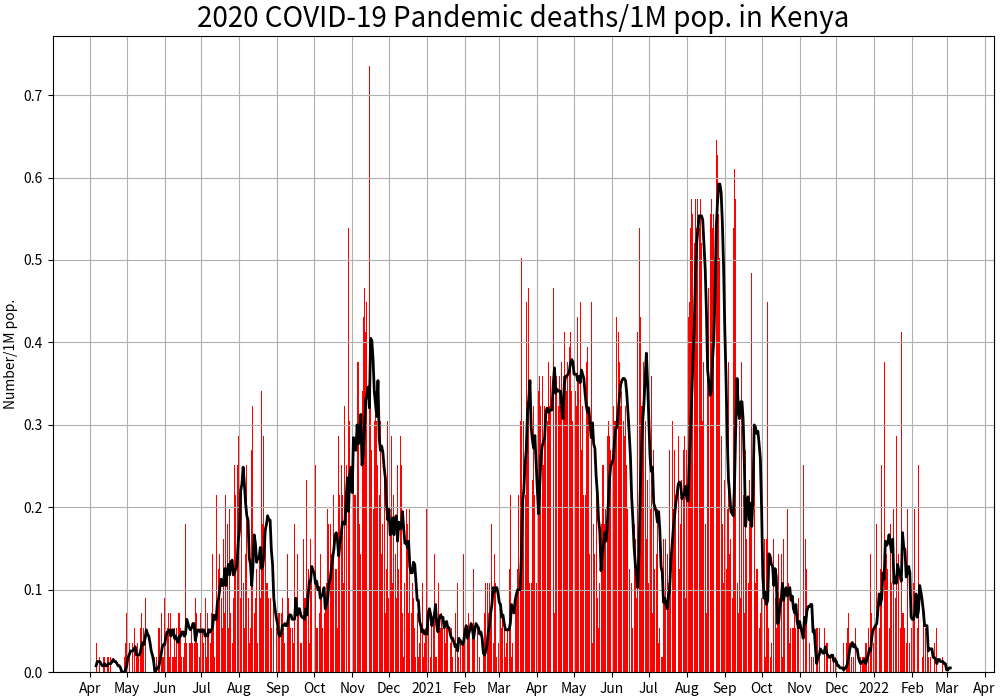 2020 COVID-19 Pandemic deaths/1M pop. in Kenya
Number/1M pop.
0.7
0.6
0.5
0.4
0.3
0.2
0.1
0.0
Apr May Jun Jul Aug Sep Oct Nov Dec 2021 Feb Mar Apr May Jun Jul Aug Sep Oct Nov Dec 2022 Feb Mar Apr